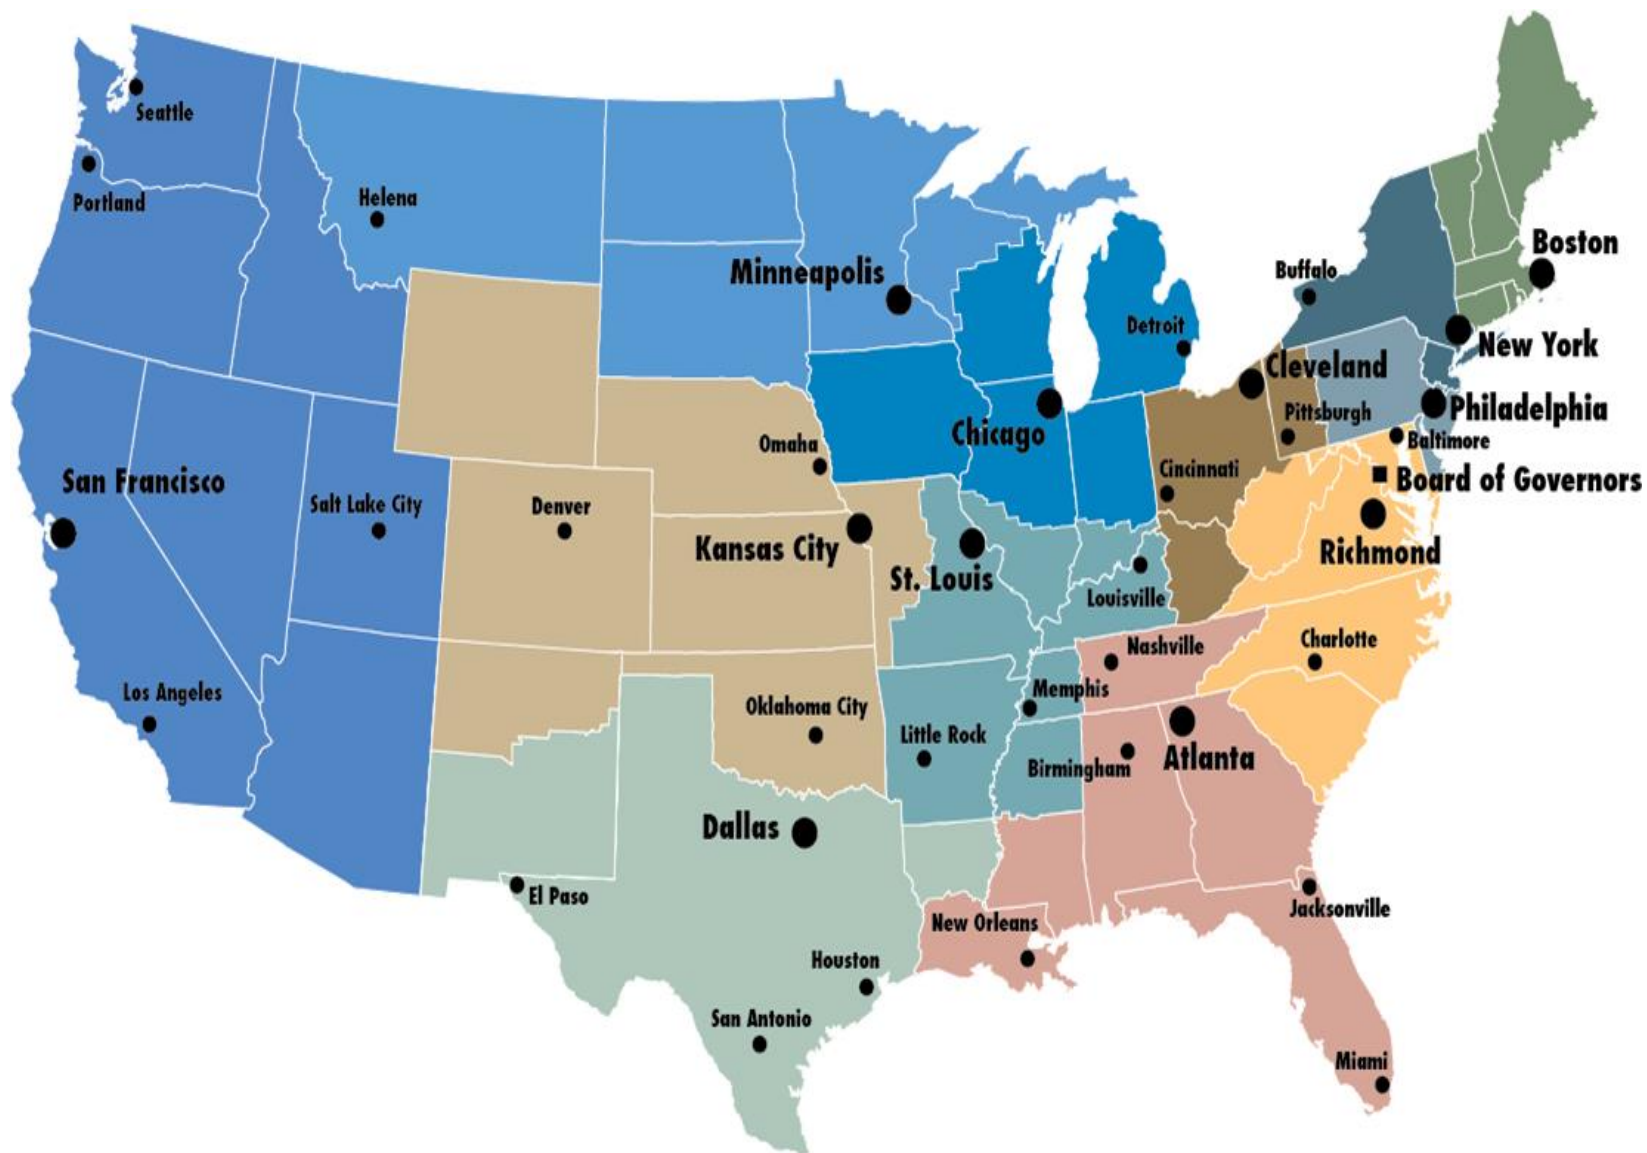 Seattle
Portland
Helena
Minneapolis
Boston
Buffalo
Detroit
New York
Cleveland
Philadelphia
Pittsburgh
Chicago
Omaha
Baltimore
Cincinnati
Board of Governors
San Francisco
Salt Lake City
Denver
Kansas City
St. Louis
Richmond
Louisville
Charlotte
Nashville
Los Angeles
Memphis
Oklahoma City
Little Rock
Birmingham
Atlanta
Dallas
El Paso
New Orleans
Jacksonville
Houston
San Antonio
Miami